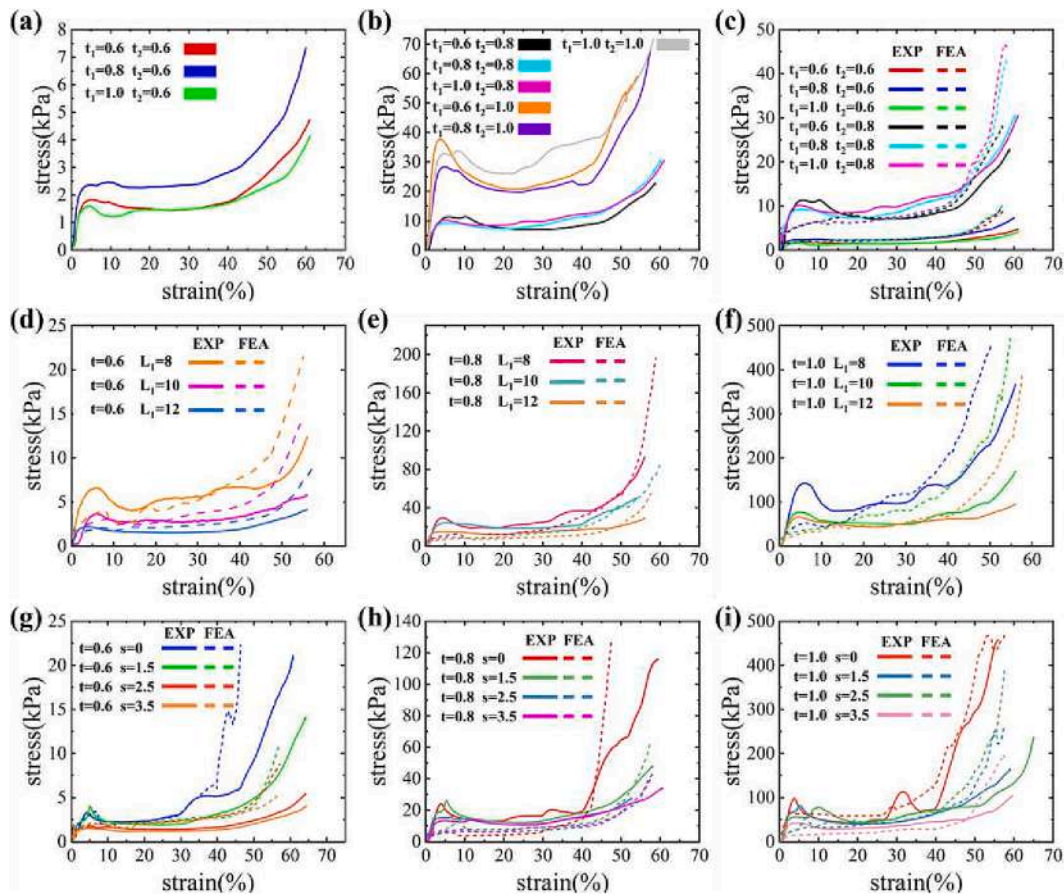 (a)
8
7
6
5
4
3
2
1
0
stress(kPa)
t1=0.6 t2=0.6
t1=0.8 t2=0.6
t1=1.0 t2=0.6
0 10 20 30 40 50 60 70
strain(%)
(b)
70
60
50
40
30
20
10
0
stress(kPa)
t1=0.6 t2=0.8 t1=1.0 t2=1.0
t1=0.8 t2=0.8
t1=1.0 t2=0.8
t1=0.6 t2=1.0
t1=0.8 t2=1.0
0 10 20 30 40 50 60 70
strain(%)
(c)
50
40
30
20
10
0
stress(kPa)
EXP FEA
t1=0.6 t2=0.6
t1=0.8 t2=0.6
t1=1.0 t2=0.6
t1=0.6 t2=0.8
t1=0.8 t2=0.8
t1=1.0 t2=0.8
0 10 20 30 40 50 60 70
strain(%)
(d)
25
20
15
10
5
0
stress(kPa)
EXP FEA
t=0.6 L1=8
t=0.6 L1=10
t=0.6 L1=12
0 10 20 30 40 50 60
strain(%)
(e)
200
160
120
80
40
0
stress(kPa)
EXP FEA
t=0.8 L1=8
t=0.8 L1=10
t=0.8 L1=12
0 10 20 30 40 50 60
strain(%)
(f)
500
400
300
200
100
0
stress(kPa)
EXP FEA
t=1.0 L1=8
t=1.0 L1=10
t=1.0 L1=12
0 10 20 30 40 50 60
strain(%)
(g)
25
20
15
10
5
0
stress(kPa)
EXP FEA
t=0.6 s=0
t=0.6 s=1.5
t=0.6 s=2.5
t=0.6 s=3.5
0 10 20 30 40 50 60 70
strain(%)
(h)
140
120
100
80
60
40
20
0
stress(kPa)
EXP FEA
t=0.8 s=0
t=0.8 s=1.5
t=0.8 s=2.5
t=0.8 s=3.5
0 10 20 30 40 50 60 70
strain(%)
(i)
500
400
300
200
100
0
stress(kPa)
EXP FEA
t=1.0 s=0
t=1.0 s=1.5
t=1.0 s=2.5
t=1.0 s=3.5
0 10 20 30 40 50 60 70
strain(%)